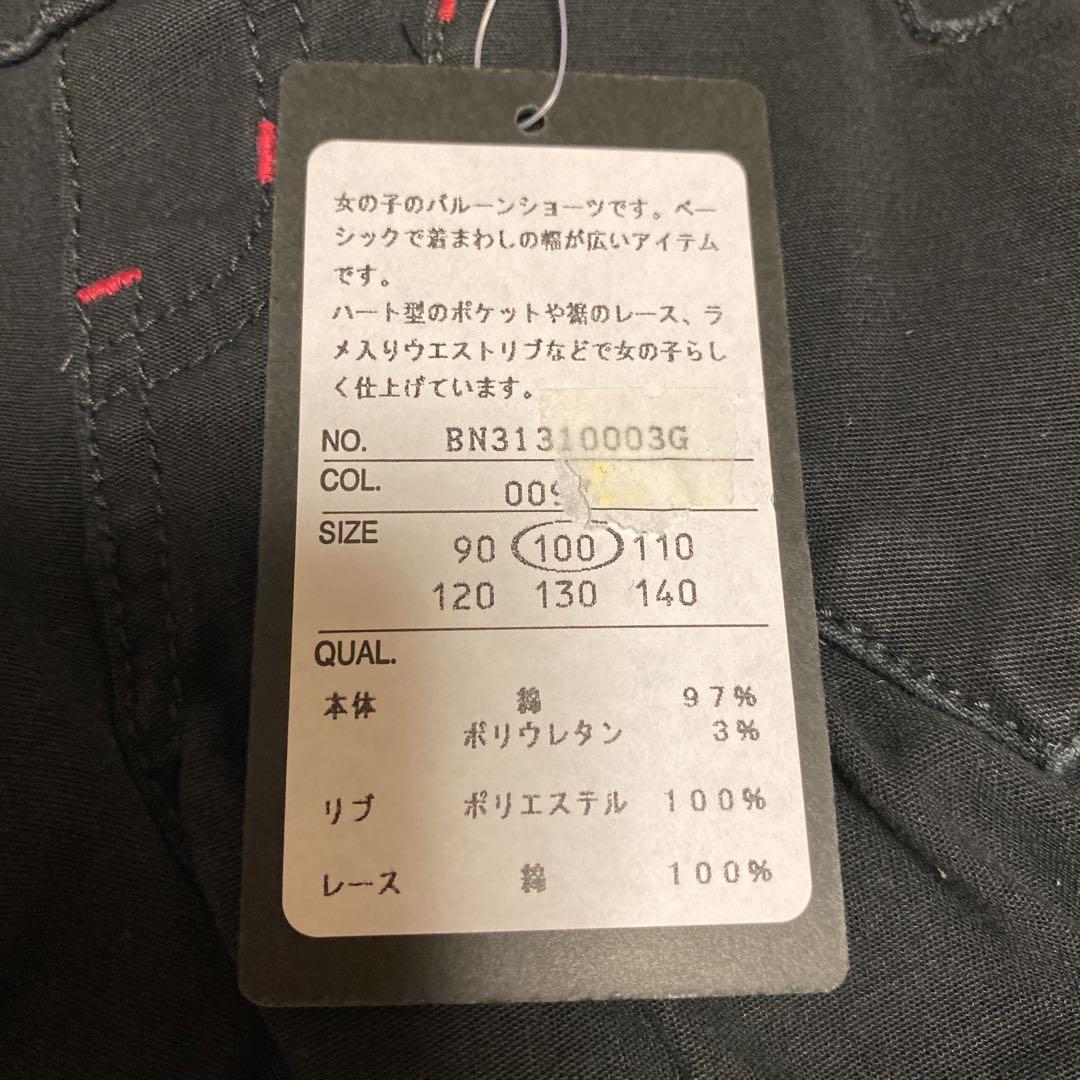 女の子のバルーンショーツです。ベー
シックで着まわしの幅が広いアイテム
です。
ハート型のポケットや裾のレース、ラ
メ入りウエストリブなどで女の子らし
く仕上げています。
NO. BN31310003G
COL. 009
SIZE 90 100 110
120 130 140
QUAL.
本体 綿 97%
ポリウレタン 3%
リブ ポリエステル 100%
レース 綿 100%